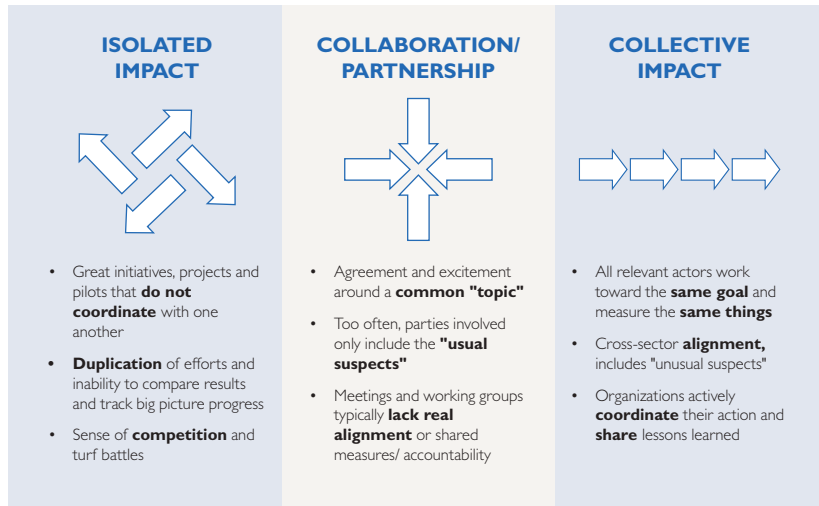 ISOLATED
IMPACT
• Great initiatives, projects and
pilots that do not
coordinate with one
another
• Duplication of efforts and
inability to compare results
and track big picture progress
• Sense of competition and
turf battles
COLLABORATION/
PARTNERSHIP
• Agreement and excitement
around a common "topic"
• Too often, parties involved
only include the "usual
suspects"
• Meetings and working groups
typically lack real
alignment or shared
measures/ accountability
COLLECTIVE
IMPACT
• All relevant actors work
toward the same goal and
measure the same things
• Cross-sector alignment,
includes "unusual suspects"
• Organizations actively
coordinate their action and
share lessons learned